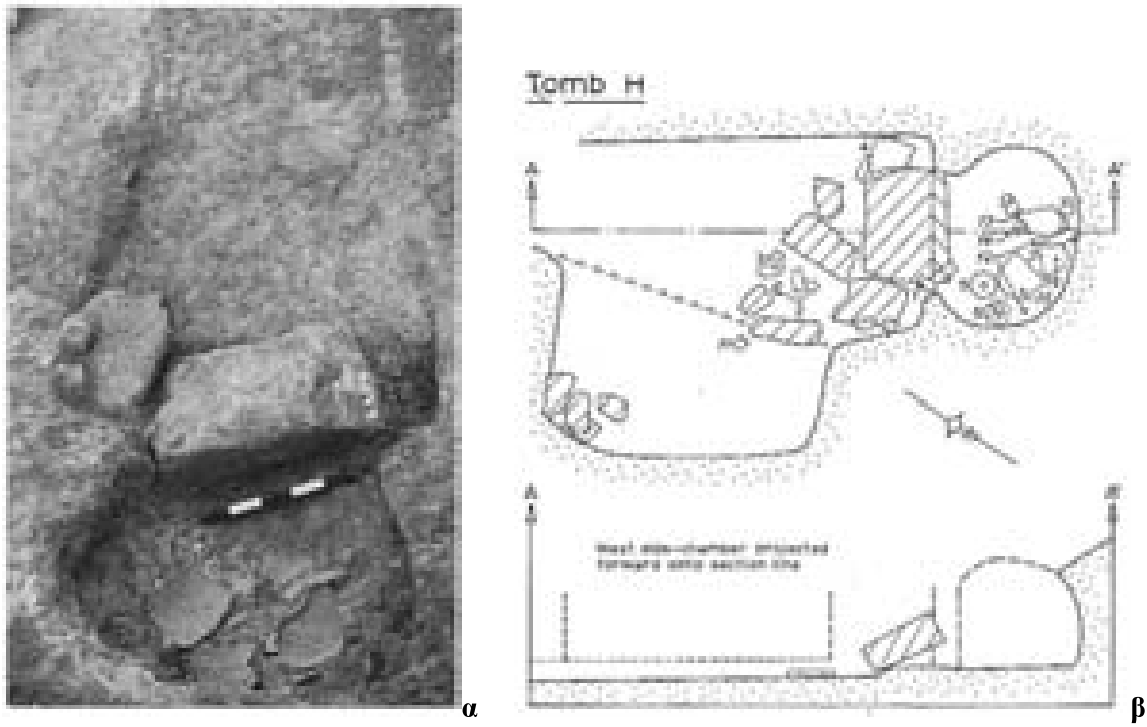 Tomb H
A A'
West side-chamber projected
forward onto section line
A A'
α β